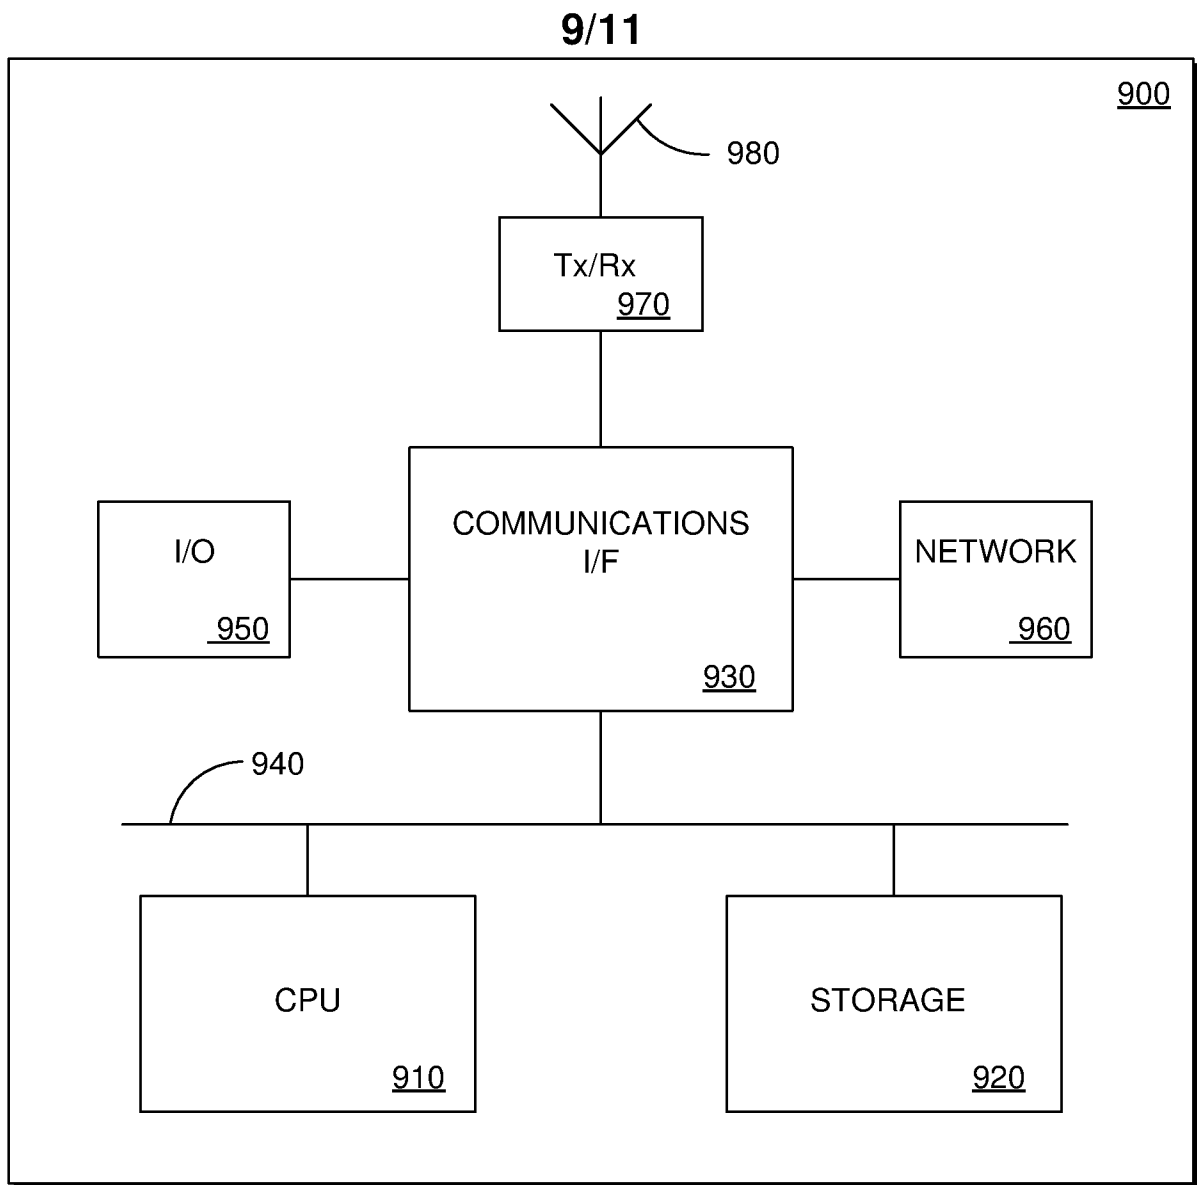 9/11
900
980
Tx/Rx
970
COMMUNICATIONS
I/F
930
I/O
950
NETWORK
960
940
CPU
910
STORAGE
920